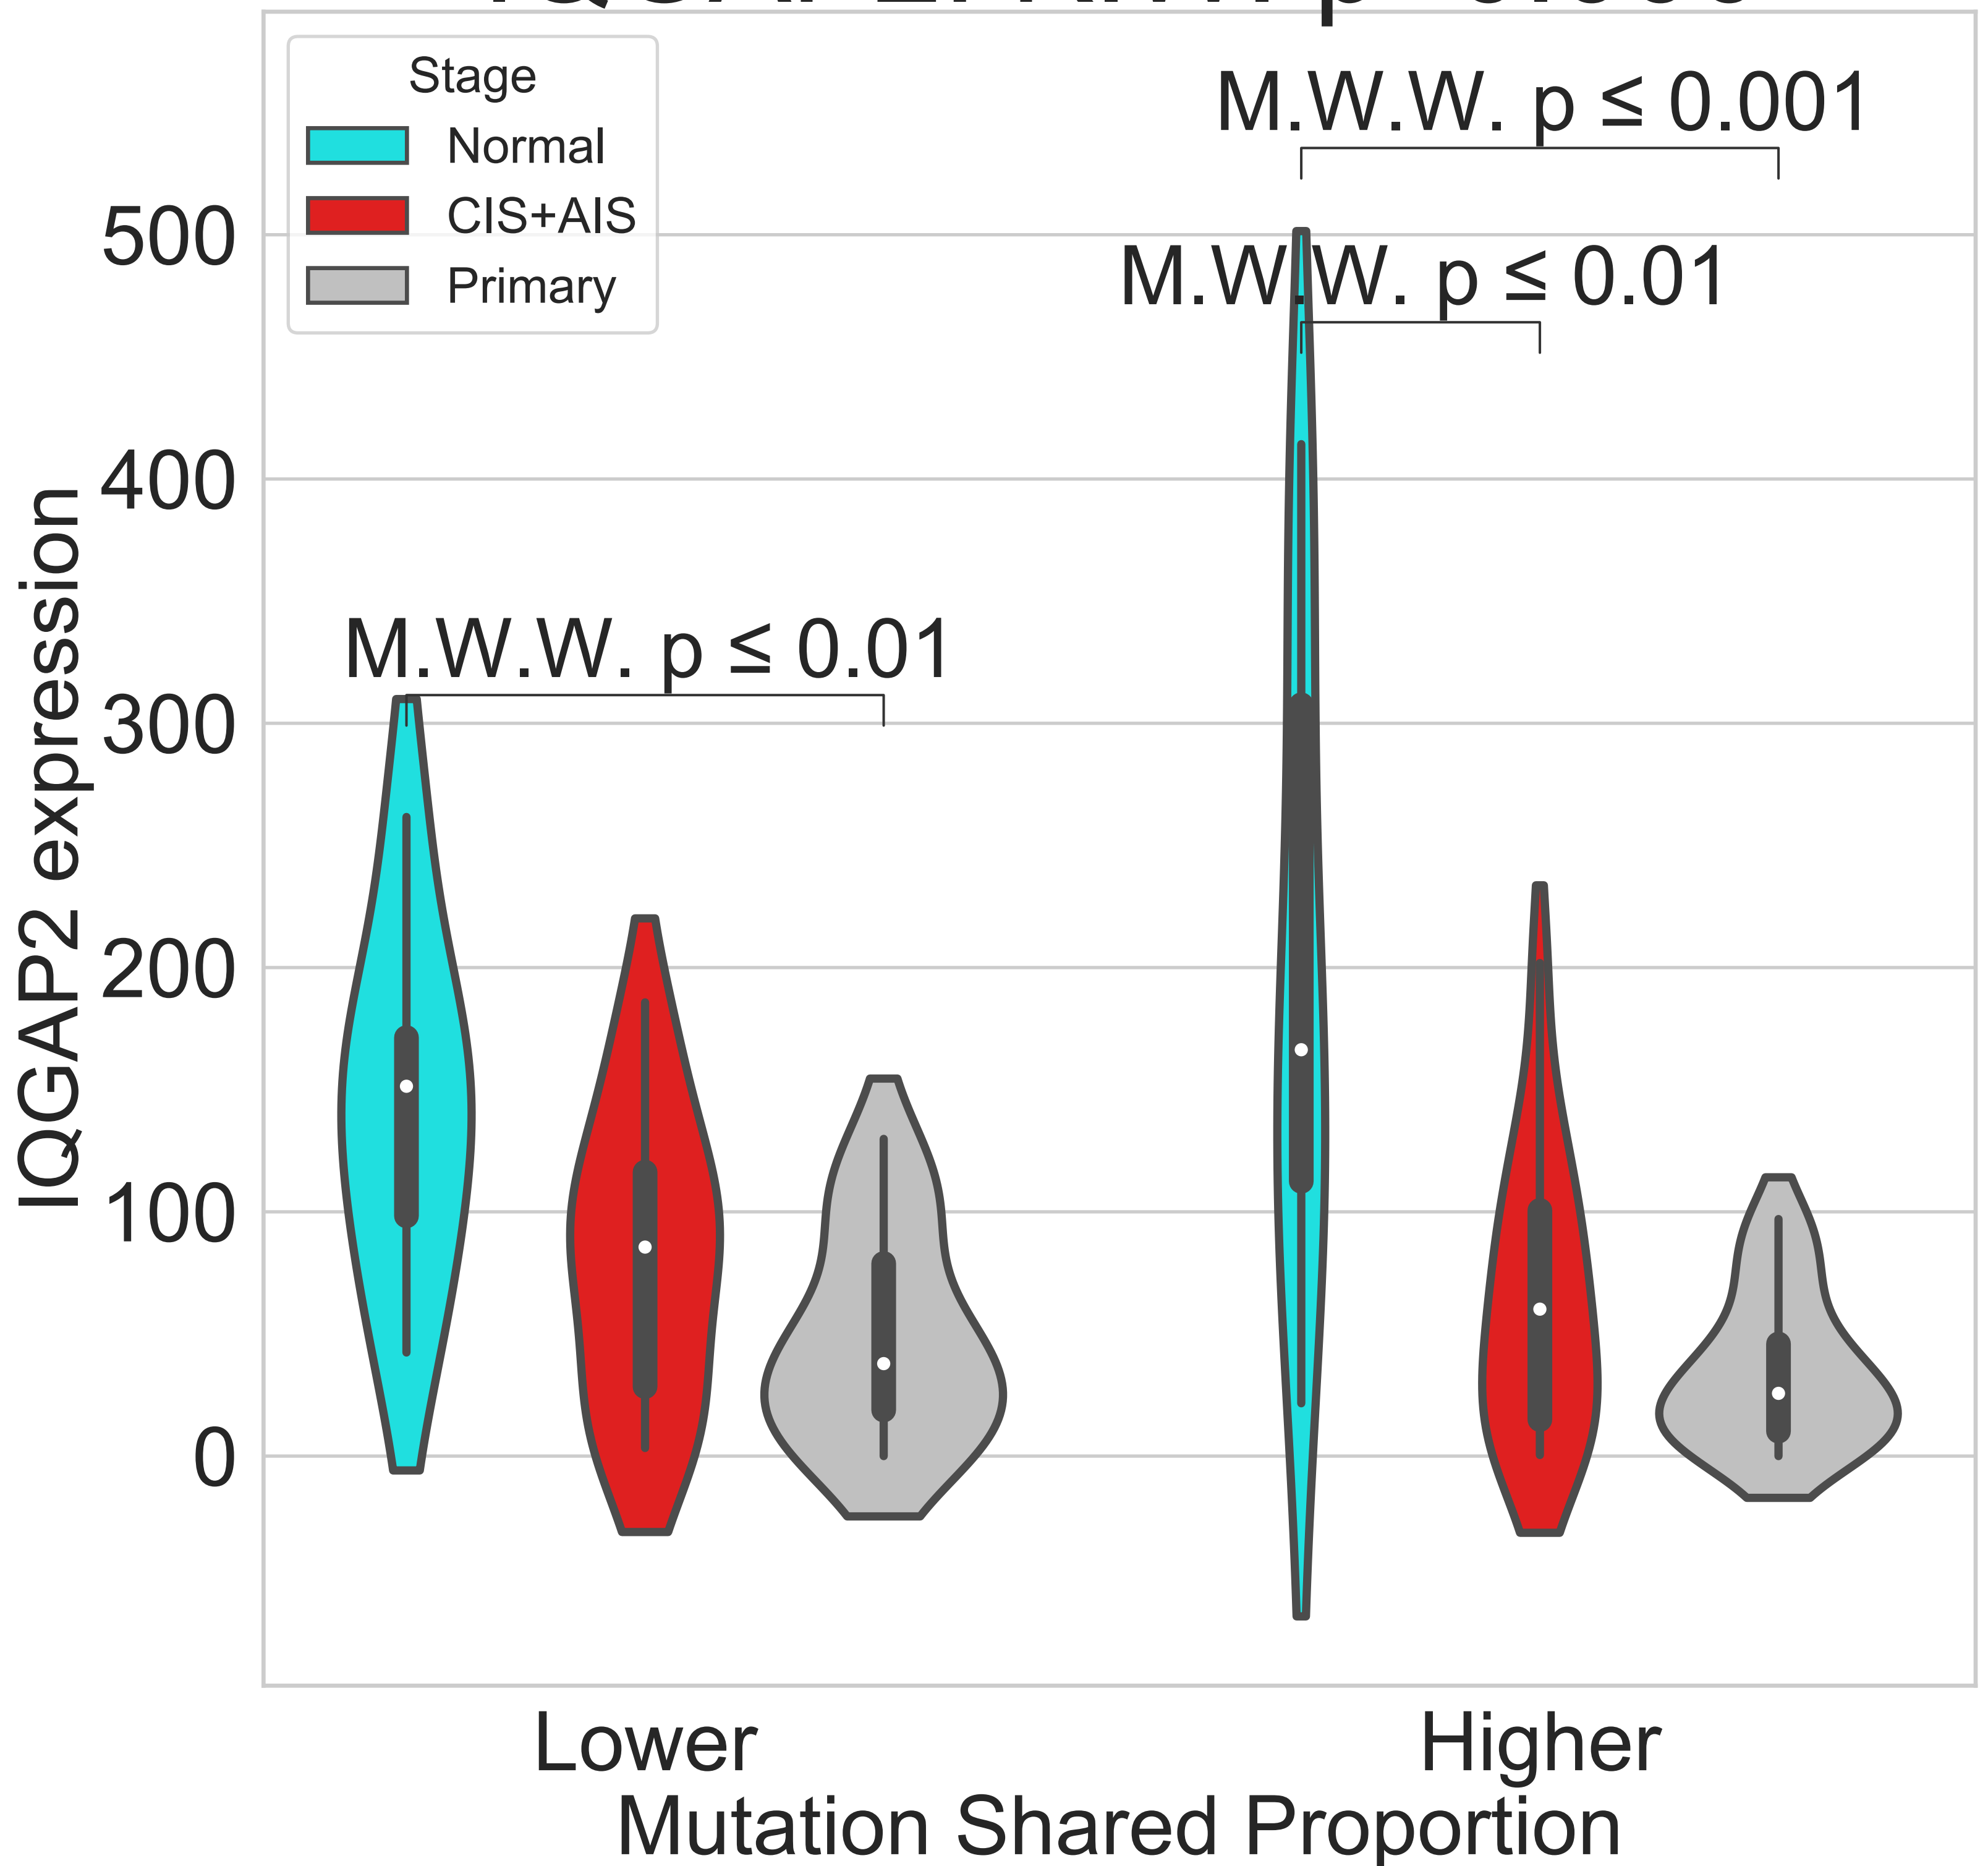 Stage
Normal
CIS+AIS
Primary
M.W.W. p ≤ 0.001
M.W.W. p ≤ 0.01
M.W.W. p ≤ 0.01
500
400
300
200
100
0
IQGAP2 expression
Lower
Higher
Mutation Shared Proportion